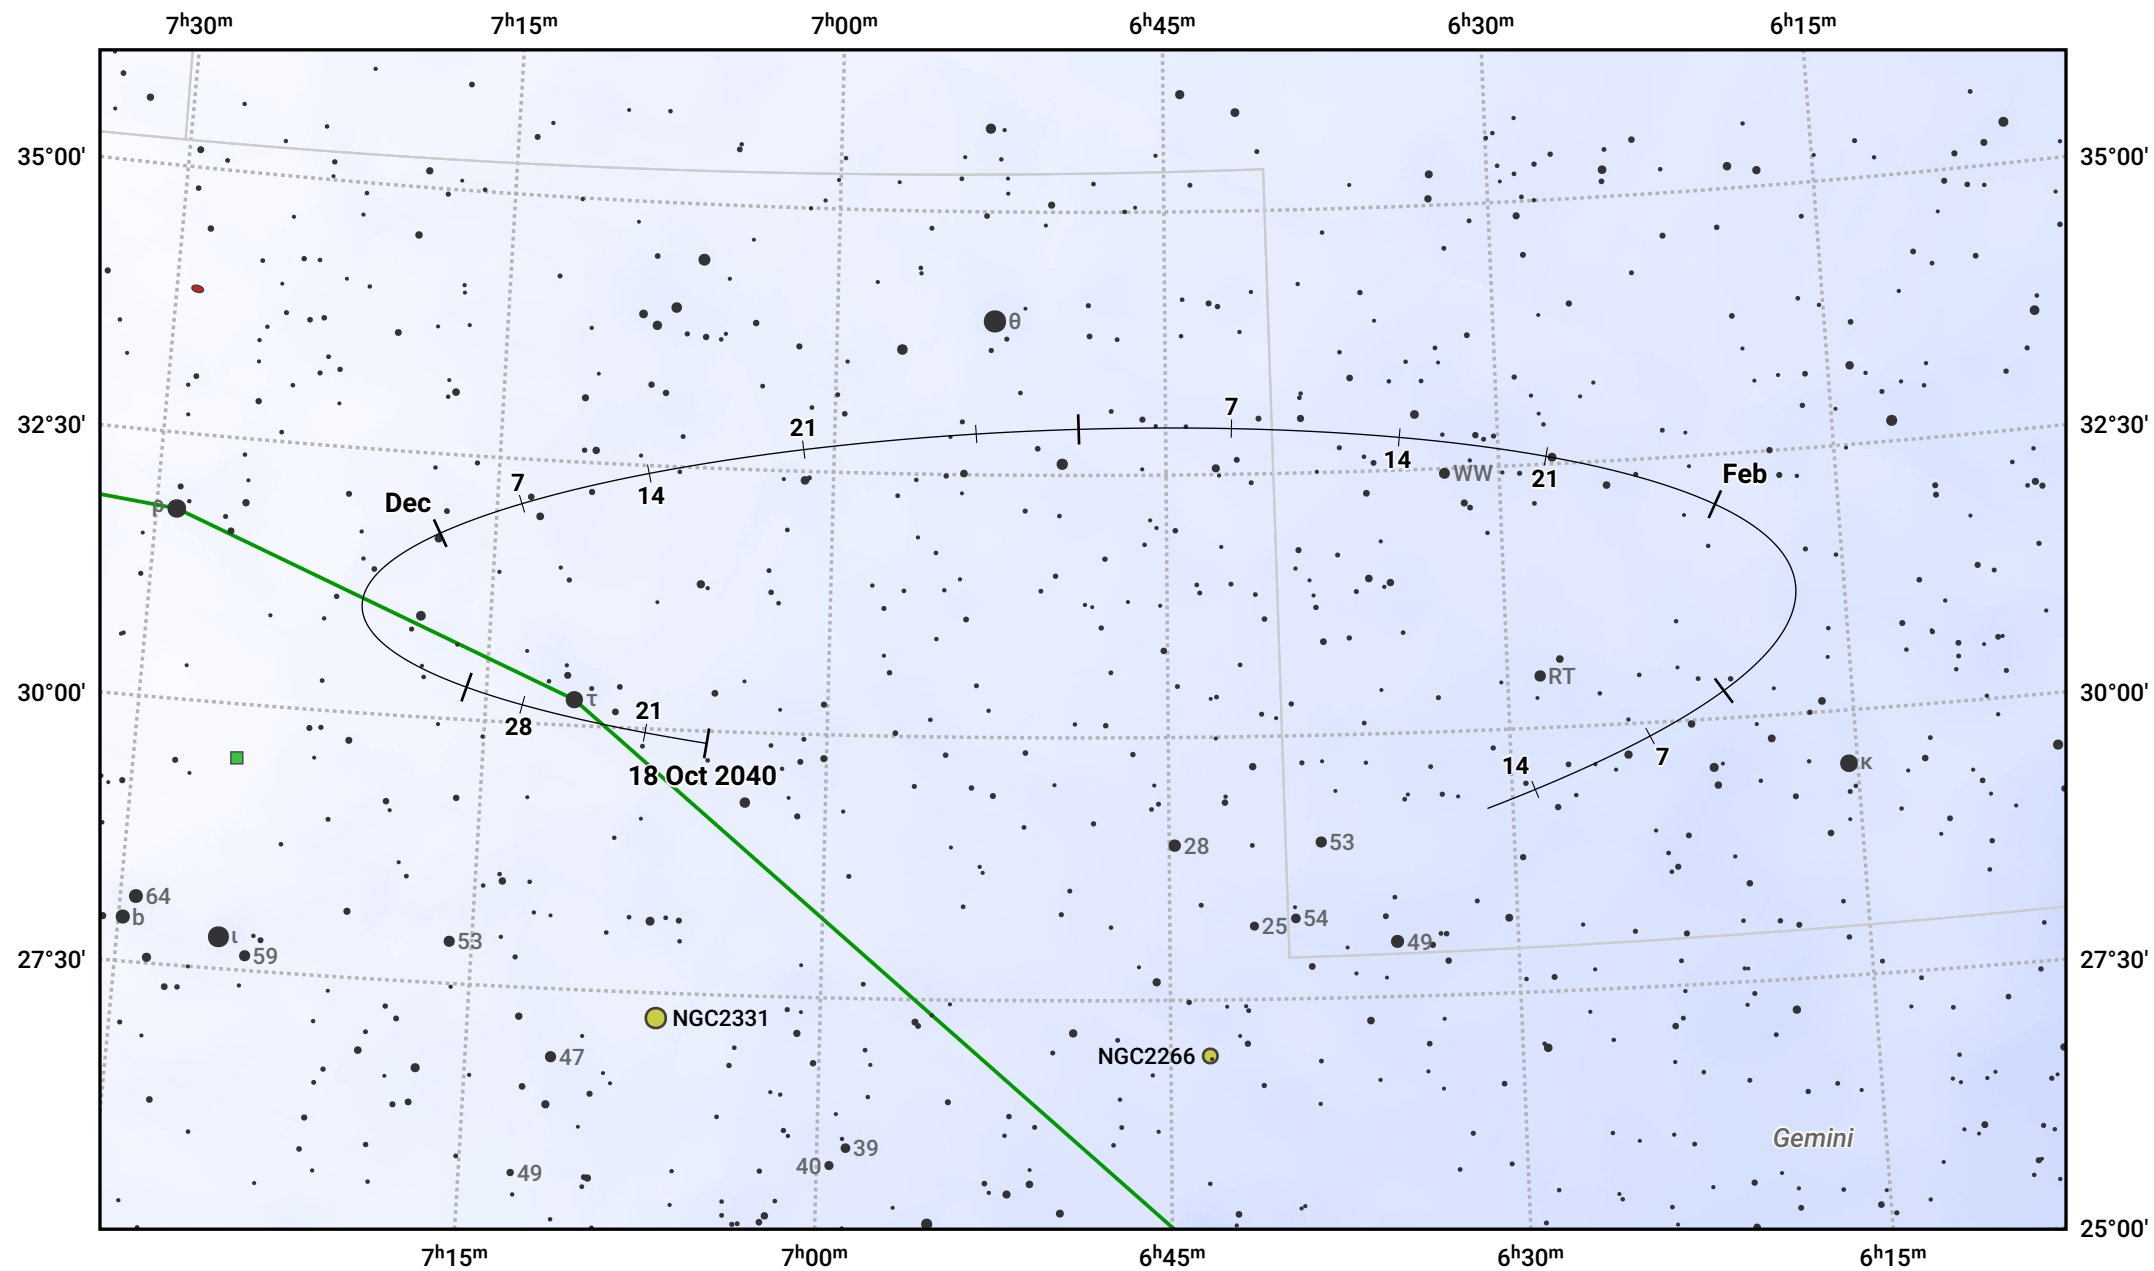 7h30m 7h15m 7h00m 6h45m 6h30m 6h15m
35°00' 35°00'
θ
7
32°30' 21 32°30'
14 WW 21 Feb
7 14
Dec
ρ
RT
30°00' τ 30°00'
21
28
7
κ
14
18 Oct 2040
28 53
64
b 25 54
ι 53 49
59
27°30' 27°30'
NGC2331
47 NGC2266
Gemini
39
40
49
25°00'
7h15m 7h00m 6h45m 6h30m 6h15m